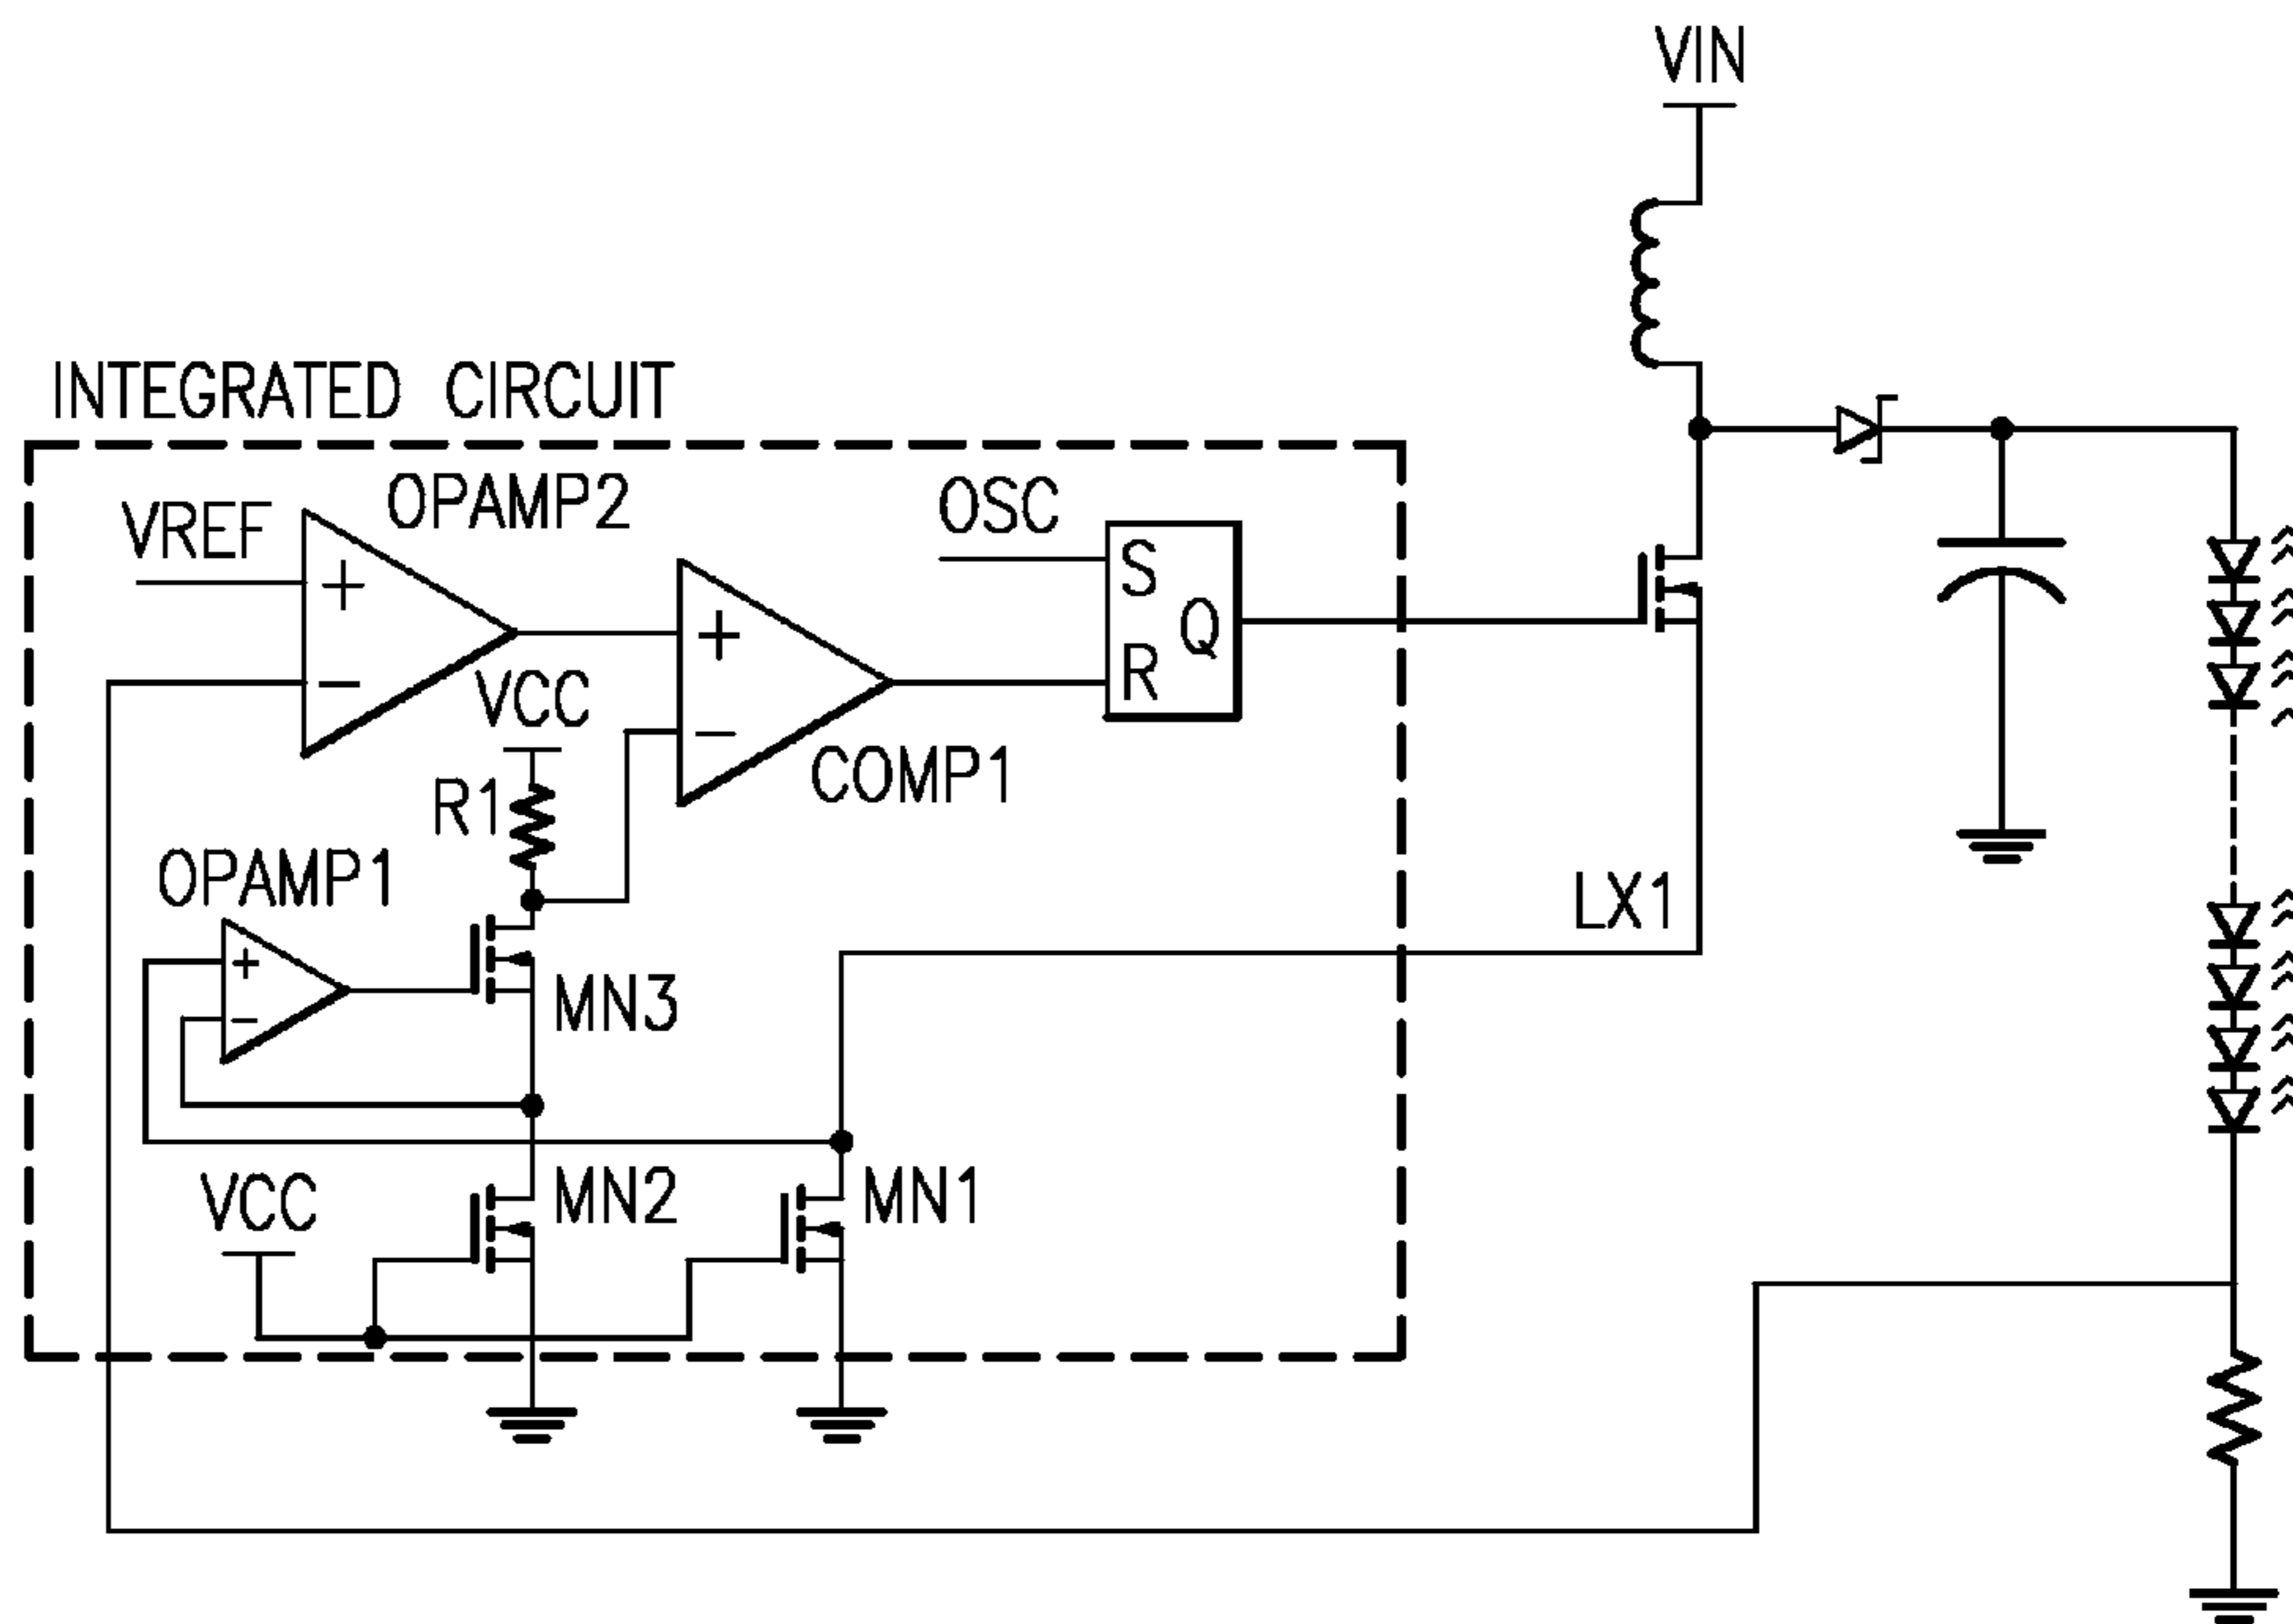 VIN
INTEGRATED CIRCUIT
OPAMP2
VREF
OSC
+
S
+
Q
R
−
VCC
−
COMP1
R1
OPAMP1
LX1
+
MN3
−
VCC
MN2
MN1